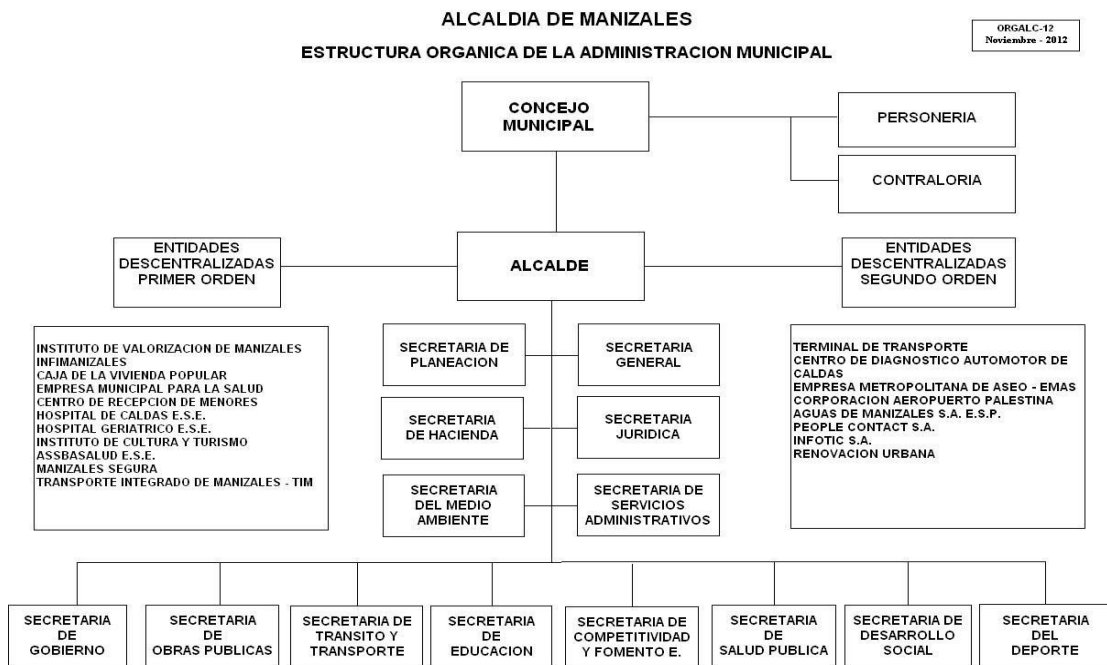 ALCALDIA DE MANIZALES
ESTRUCTURA ORGANICA DE LA ADMINISTRACION MUNICIPAL
ORGALC-12
Noviembre - 2012
CONCEJO
MUNICIPAL
PERSONERIA
CONTRALORIA
ENTIDADES
DESCENTRALIZADAS
PRIMER ORDEN
ALCALDE
ENTIDADES
DESCENTRALIZADAS
SEGUNDO ORDEN
INSTITUTO DE VALORIZACION DE MANIZALES
INFIMANIZALES
CAJA DE LA VIVIENDA POPULAR
EMPRESA MUNICIPAL PARA LA SALUD
CENTRO DE RECEPCION DE MENORES
HOSPITAL DE CALDAS E.S.E.
HOSPITAL GERIATRICO E.S.E.
INSTITUTO DE CULTURA Y TURISMO
ASSBASALUD E.S.E.
MANIZALES SEGURA
TRANSPORTE INTEGRADO DE MANIZALES - TIM
SECRETARIA DE
PLANEACION
SECRETARIA
GENERAL
SECRETARIA
DE HACIENDA
SECRETARIA
JURIDICA
SECRETARIA
DEL MEDIO
AMBIENTE
SECRETARIA DE
SERVICIOS
ADMINISTRATIVOS
TERMINAL DE TRANSPORTE
CENTRO DE DIAGNOSTICO AUTOMOTOR DE
CALDAS
EMPRESA METROPOLITANA DE ASEO - EMAS
CORPORACION AEROPUERTO PALESTINA
AGUAS DE MANIZALES S.A. E.S.P.
PEOPLE CONTACT S.A.
INFOTIC S.A.
RENOVACION URBANA
SECRETARIA
DE
GOBIERNO
SECRETARIA
DE
OBRAS PUBLICAS
SECRETARIA DE
TRANSITO Y
TRANSPORTE
SECRETARIA
DE
EDUCACION
SECRETARIA DE
COMPETITIVIDAD
Y FOMENTO E.
SECRETARIA
DE
SALUD PUBLICA
SECRETARIA DE
DESARROLLO
SOCIAL
SECRETARIA
DEL
DEPORTE